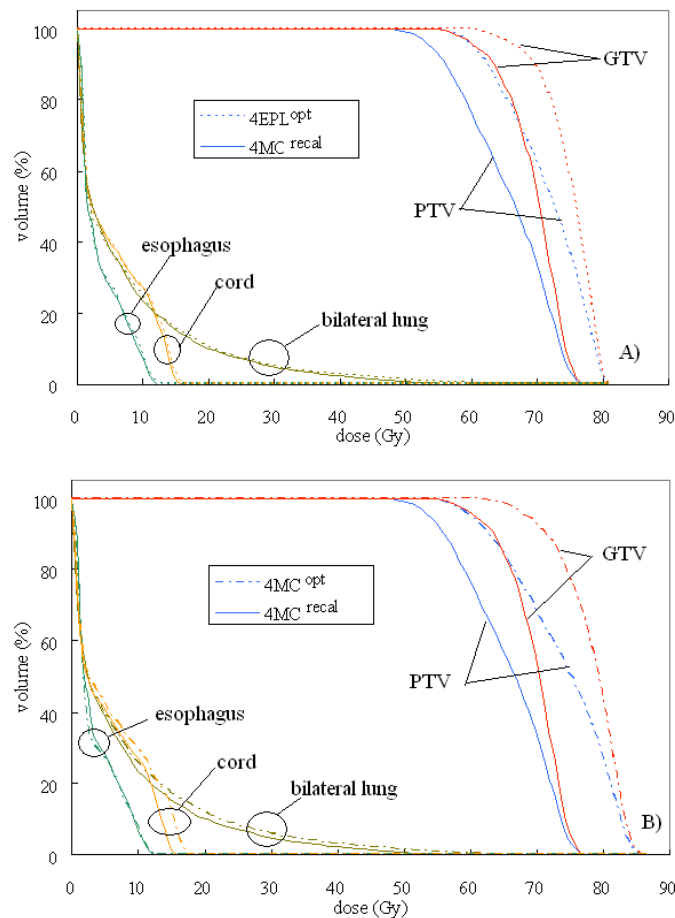 100
80
60
40
20
0
volume (%)
4EPL opt
4MC recal
GTV
PTV
esophagus
cord
bilateral lung
A)
0 10 20 30 40 50 60 70 80 90
dose (Gy)
100
80
60
40
20
0
volume (%)
4MC opt
4MC recal
GTV
PTV
esophagus
cord
bilateral lung
B)
0 10 20 30 40 50 60 70 80 90
dose (Gy)